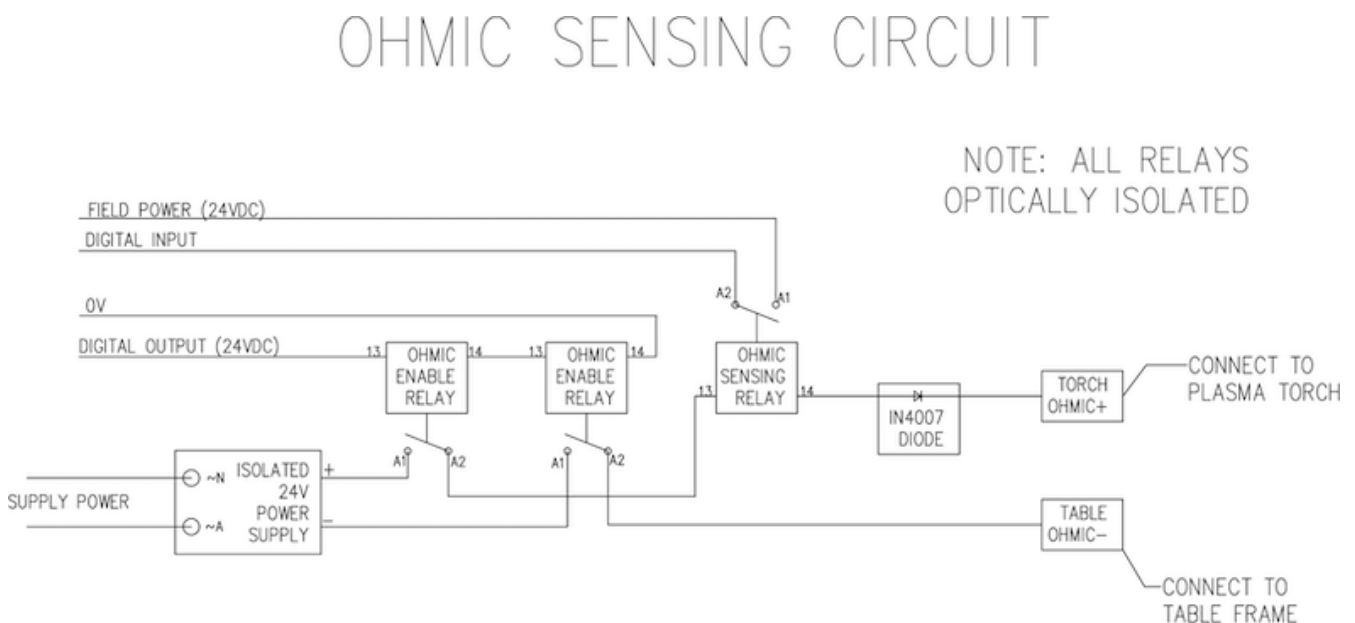 OHMIC SENSING CIRCUIT
NOTE: ALL RELAYS
OPTICALLY ISOLATED
FIELD POWER (24VDC)
DIGITAL INPUT
A2
A1
0V
DIGITAL OUTPUT (24VDC)
13
OHMIC
ENABLE
RELAY
14
13
OHMIC
ENABLE
RELAY
14
13
OHMIC
SENSING
RELAY
14
IN4007
DIODE
TORCH
OHMIC+
CONNECT TO
PLASMA TORCH
A1
A2
A1
A2
SUPPLY POWER
~N
~A
ISOLATED
24V
POWER
SUPPLY
+
-
TABLE
OHMIC-
CONNECT TO
TABLE FRAME